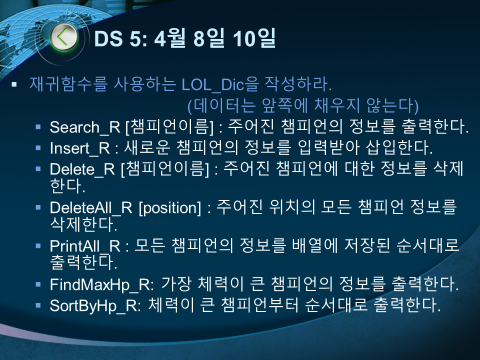 DS 5: 4월 8일 10일
재귀함수를 사용하는 LOL_Dic을 작성하라.
(데이터는 앞쪽에 채우지 않는다)
Search_R [챔피언이름] : 주어진 챔피언의 정보를 출력한다.
Insert_R : 새로운 챔피언의 정보를 입력받아 삽입한다.
Delete_R [챔피언이름] : 주어진 챔피언에 대한 정보를 삭제
한다.
DeleteAll_R [position] : 주어진 위치의 모든 챔피언 정보를
삭제한다.
PrintAll_R : 모든 챔피언의 정보를 배열에 저장된 순서대로
출력한다.
FindMaxHp_R: 가장 체력이 큰 챔피언의 정보를 출력한다.
SortByHp_R: 체력이 큰 챔피언부터 순서대로 출력한다.